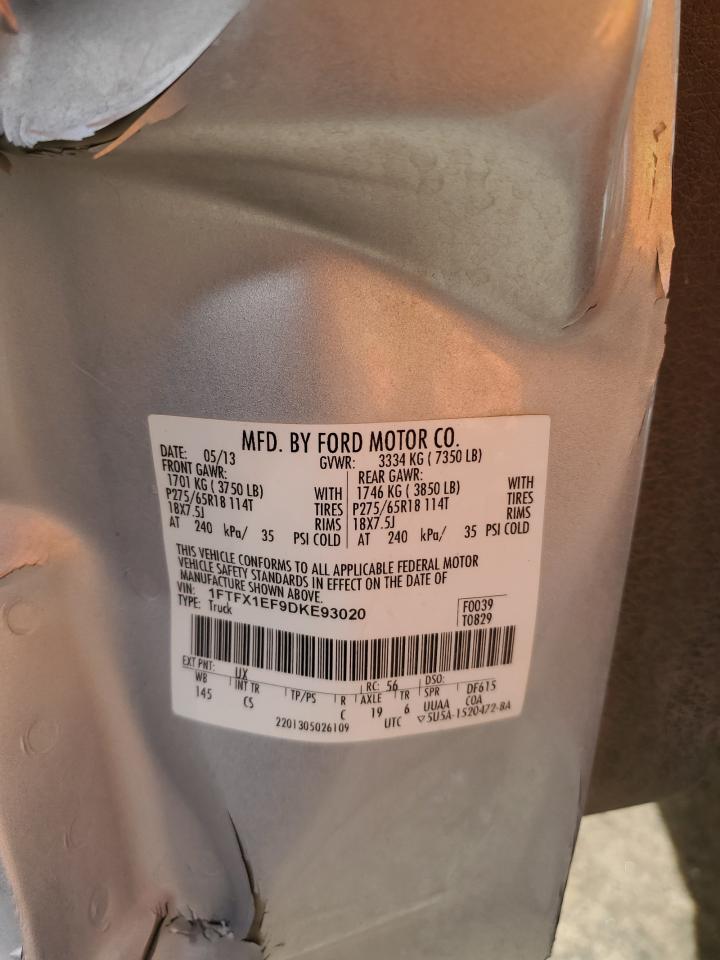 MFD. BY FORD MOTOR CO.
DATE: 05/13 GVWR: 3334 KG ( 7350 LB)
FRONT GAWR: REAR GAWR:
1701 KG ( 3750 LB) WITH 1746 KG ( 3850 LB) WITH
P275/65R18 114T TIRES P275/65R18 114T TIRES
18X7.5J RIMS 18X7.5J RIMS
AT 240 kPa/ 35 PSI COLD AT 240 kPa/ 35 PSI COLD
THIS VEHICLE CONFORMS TO ALL APPLICABLE FEDERAL MOTOR
VEHICLE SAFETY STANDARDS IN EFFECT ON THE DATE OF
MANUFACTURE SHOWN ABOVE.
VIN: 1FTFX1EF9DKE93020
TYPE: Truck
F0039
T0829
EXT PNT: UX RC: 56 DSO:
WB INT TR TP/PS R AXLE TR SPR DF615
145 CS C 19 6 UUAA COA
2201305026109 UTC ▽5U5A-1520472-BA